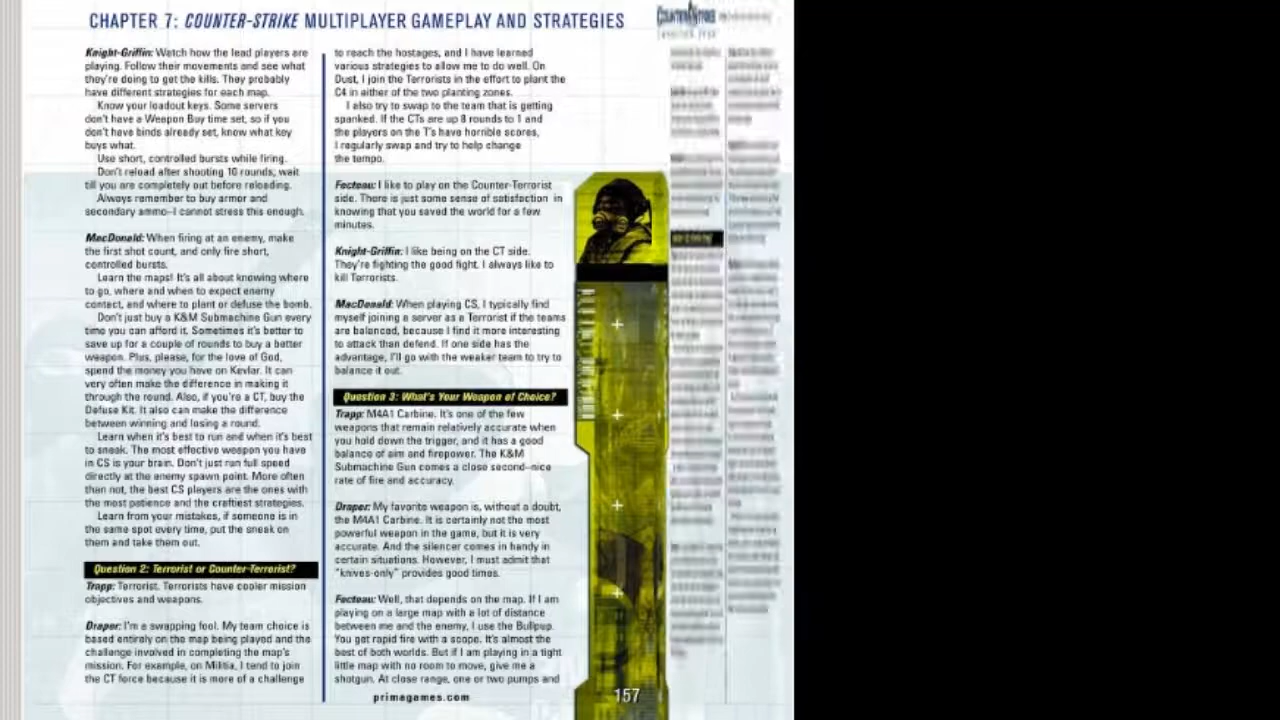 CHAPTER 7: COUNTER-STRIKE MULTIPLAYER GAMEPLAY AND STRATEGIES
COUNTER STRIKE
Knight-Griffin: Watch how the lead players are
playing. Follow their movements and see what
they're doing to get the kills. They probably
have different strategies for each map.
Know your loadout keys. Some servers
don't have a Weapon Buy time set, so if you
don't have binds already set, know what key
buys what.
Use short, controlled bursts while firing.
Don't reload after shooting 10 rounds; wait
till you are completely out before reloading.
Always remember to buy armor and
secondary ammo–I cannot stress this enough.
MacDonald: When firing at an enemy, make
the first shot count, and only fire short,
controlled bursts.
Learn the maps! It's all about knowing where
to go, where and when to expect enemy
contact, and where to plant or defuse the bomb.
Don't just buy a K&M Submachine Gun every
time you can afford it. Sometimes it's better to
save up for a couple of rounds to buy a better
weapon. Plus, please, for the love of God,
spend the money you have on Kevlar. It can
very often make the difference in making it
through the round. Also, if you're a CT, buy the
Defuse Kit. It also can make the difference
between winning and losing a round.
Learn when it's best to run and when it's best
to sneak. The most effective weapon you have
in CS is your brain. Don't just run full speed
directly at the enemy spawn point. More often
than not, the best CS players are the ones with
the most patience and the craftiest strategies.
Learn from your mistakes, if someone is in
the same spot every time, put the sneak on
them and take them out.
Question 2: Terrorist or Counter-Terrorist?
Trapp: Terrorist. Terrorists have cooler mission
objectives and weapons.
Draper: I'm a swapping fool. My team choice is
based entirely on the map being played and the
challenge involved in completing the map's
mission. For example, on Militia, I tend to join
the CT force because it is more of a challenge
to reach the hostages, and I have learned
various strategies to allow me to do well. On
Dust, I join the Terrorists in the effort to plant the
C4 in either of the two planting zones.
I also try to swap to the team that is getting
spanked. If the CTs are up 8 rounds to 1 and
the players on the T's have horrible scores,
I regularly swap and try to help change
the tempo.
Fecteau: I like to play on the Counter-Terrorist
side. There is just some sense of satisfaction in
knowing that you saved the world for a few
minutes.
Knight-Griffin: I like being on the CT side.
They're fighting the good fight. I always like to
kill Terrorists.
MacDonald: When playing CS, I typically find
myself joining a server as a Terrorist if the teams
are balanced, because I find it more interesting
to attack than defend. If one side has the
advantage, I'll go with the weaker team to try to
balance it out.
Question 3: What's Your Weapon of Choice?
Trapp: M4A1 Carbine. It's one of the few
weapons that remain relatively accurate when
you hold down the trigger, and it has a good
balance of aim and firepower. The K&M
Submachine Gun comes a close second–nice
rate of fire and accuracy.
Draper: My favorite weapon is, without a doubt,
the M4A1 Carbine. It is certainly not the most
powerful weapon in the game, but it is very
accurate. And the silencer comes in handy in
certain situations. However, I must admit that
"knives-only" provides good times.
Fecteau: Well, that depends on the map. If I am
playing on a large map with a lot of distance
between me and the enemy, I use the Bullpup.
You get rapid fire with a scope. It's almost the
best of both worlds. But if I am playing in a tight
little map with no room to move, give me a
shotgun. At close range, one or two pumps and
primagames.com
157